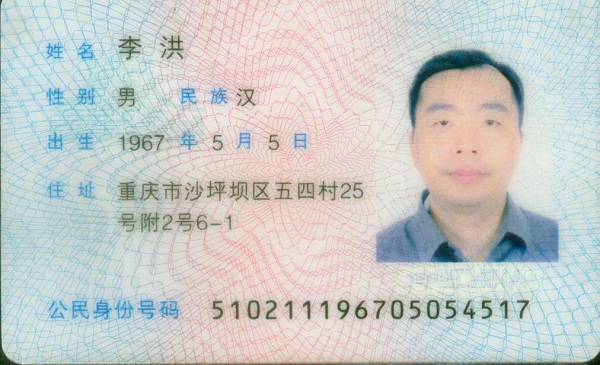 姓名 李洪
性别 男 民族 汉
出生 1967 年 5 月 5 日
住址 重庆市沙坪坝区五四村25
号附2号6-1
公民身份号码 510211196705054517